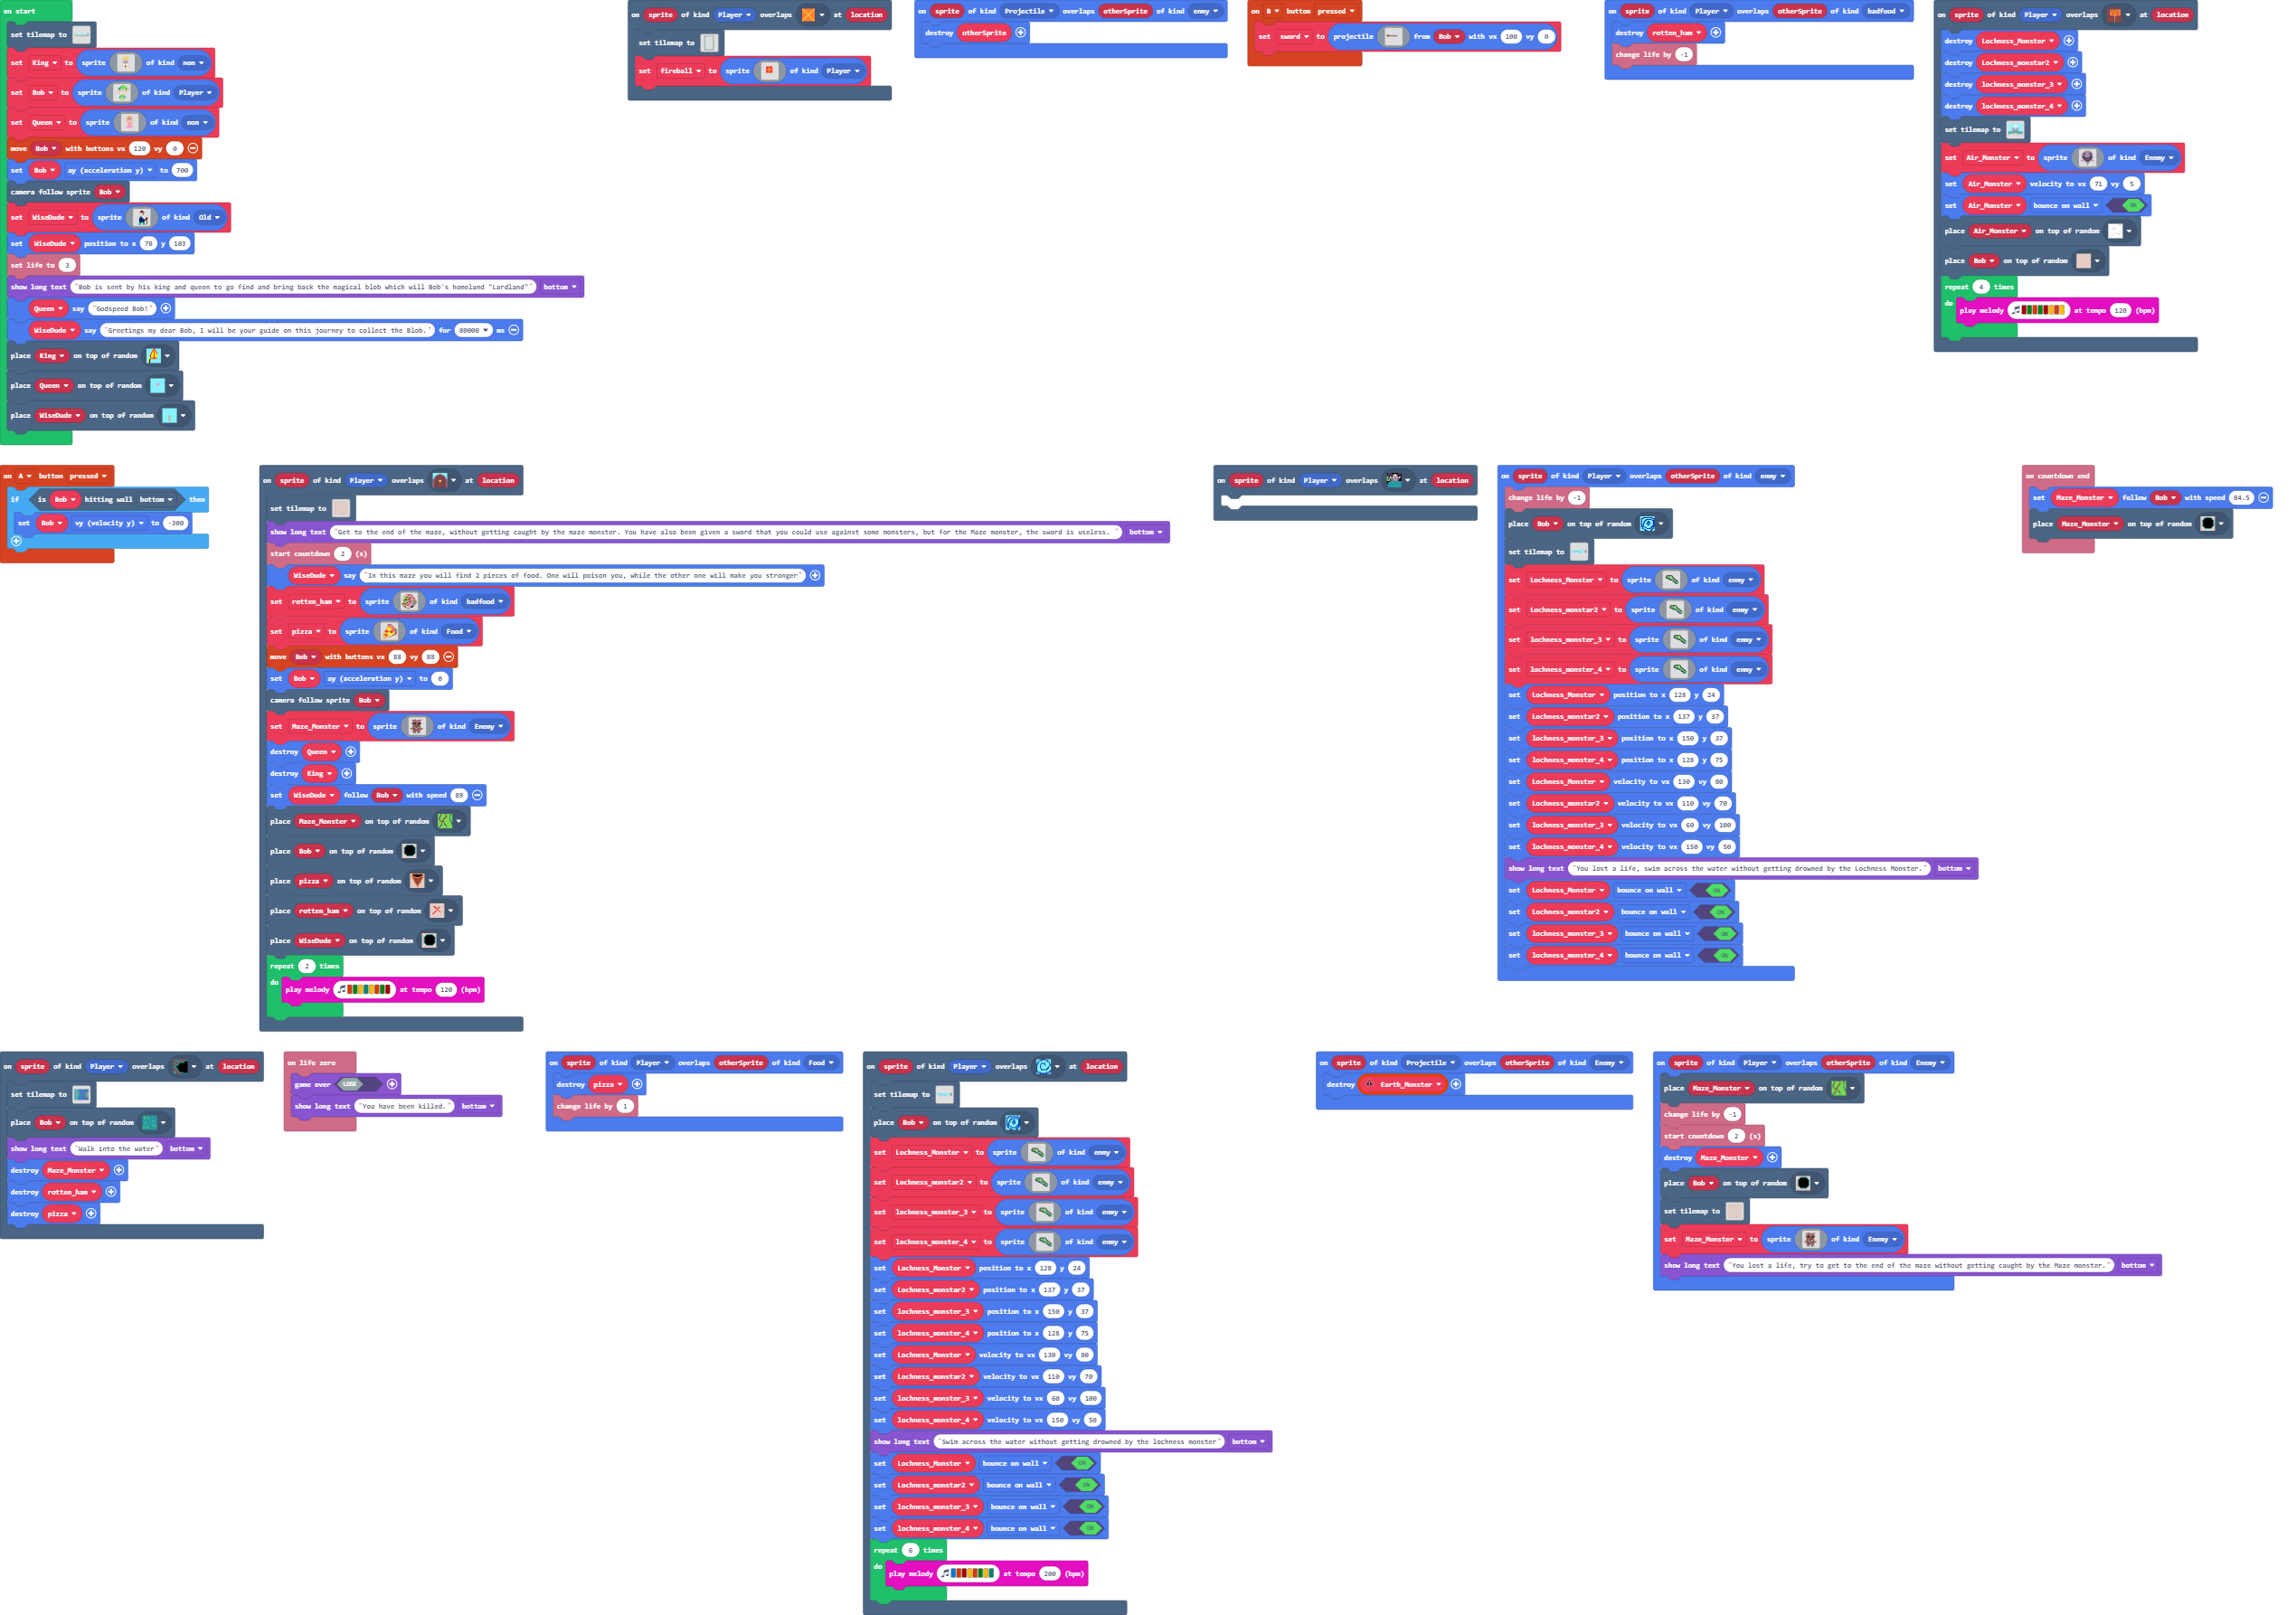 on start
set tilemap to
set King to sprite of kind non
set Bob to sprite of kind Player
set Queen to sprite of kind non
move Bob with buttons vx 120 vy 0
set Bob ay (acceleration y) to 700
camera follow sprite Bob
set WiseDude to sprite of kind Old
set WiseDude position to x 78 y 103
set life to 3
show long text "Bob is sent by his king and queen to go find and bring back the magical blob which will Bob's homeland "Lardland"" bottom
Queen say "Godspeed Bob!"
WiseDude say "Greetings my dear Bob, I will be your guide on this journey to collect the Blob." for 80000 ms
place King on top of random
place Queen on top of random
place WiseDude on top of random
on sprite of kind Player overlaps at location
set tilemap to
set fireball to sprite of kind Player
on sprite of kind Projectile overlaps otherSprite of kind enmy
destroy otherSprite
on B button pressed
set sword to projectile from Bob with vx 100 vy 0
on sprite of kind Player overlaps otherSprite of kind badfood
destroy rotten_ham
change life by -1
on sprite of kind Player overlaps at location
destroy Lochness_Monster
destroy Lochness_monstar2
destroy lochness_monster_3
destroy lochness_monster_4
set tilemap to
set Air_Monster to sprite of kind Enmmy
set Air_Monster velocity to vx 71 vy 5
set Air_Monster bounce on wall ON
place Air_Monster on top of random
place Bob on top of random
repeat 4 times
do
play melody at tempo 120 (bpm)
on A button pressed
if is Bob hitting wall bottom then
set Bob vy (velocity y) to -300
on sprite of kind Player overlaps at location
set tilemap to
show long text "Get to the end of the maze, without getting caught by the maze monster. You have also been given a sword that you could use against some monsters, but for the Maze monster, the sword is useless. " bottom
start countdown 2 (s)
WiseDude say "In this maze you will find 2 pieces of food. One will poison you, while the other one will make you stronger"
set rotten_ham to sprite of kind badfood
set pizza to sprite of kind Food
move Bob with buttons vx 88 vy 88
set Bob ay (acceleration y) to 0
camera follow sprite Bob
set Maze_Monster to sprite of kind Enemy
destroy Queen
destroy King
set WiseDude follow Bob with speed 89
place Maze_Monster on top of random
place Bob on top of random
place pizza on top of random
place rotten_ham on top of random
place WiseDude on top of random
repeat 2 times
do
play melody at tempo 120 (bpm)
on sprite of kind Player overlaps at location
on sprite of kind Player overlaps otherSprite of kind enmy
change life by -1
place Bob on top of random
set tilemap to
set Lochness_Monster to sprite of kind enmy
set Lochness_monstar2 to sprite of kind enmy
set lochness_monster_3 to sprite of kind enmy
set lochness_monster_4 to sprite of kind enmy
set Lochness_Monster position to x 128 y 24
set Lochness_monstar2 position to x 137 y 37
set lochness_monster_3 position to x 150 y 37
set lochness_monster_4 position to x 128 y 75
set Lochness_Monster velocity to vx 130 vy 80
set Lochness_monstar2 velocity to vx 110 vy 70
set lochness_monster_3 velocity to vx 60 vy 100
set lochness_monster_4 velocity to vx 150 vy 50
show long text "You lost a life, swim across the water without getting drowned by the Lochness Monster." bottom
set Lochness_Monster bounce on wall ON
set Lochness_monstar2 bounce on wall ON
set lochness_monster_3 bounce on wall ON
set lochness_monster_4 bounce on wall ON
on countdown end
set Maze_Monster follow Bob with speed 84.5
place Maze_Monster on top of random
on sprite of kind Player overlaps at location
set tilemap to
place Bob on top of random
show long text "Walk into the water" bottom
destroy Maze_Monster
destroy rotten_ham
destroy pizza
on life zero
game over LOSE
show long text "You have been killed." bottom
on sprite of kind Player overlaps otherSprite of kind Food
destroy pizza
change life by 1
on sprite of kind Player overlaps at location
set tilemap to
place Bob on top of random
set Lochness_Monster to sprite of kind enmy
set Lochness_monstar2 to sprite of kind enmy
set lochness_monster_3 to sprite of kind enmy
set lochness_monster_4 to sprite of kind enmy
set Lochness_Monster position to x 128 y 24
set Lochness_monstar2 position to x 137 y 37
set lochness_monster_3 position to x 150 y 37
set lochness_monster_4 position to x 128 y 75
set Lochness_Monster velocity to vx 130 vy 80
set Lochness_monstar2 velocity to vx 110 vy 70
set lochness_monster_3 velocity to vx 60 vy 100
set lochness_monster_4 velocity to vx 150 vy 50
show long text "Swim across the water without getting drowned by the lochness monster" bottom
set Lochness_Monster bounce on wall ON
set Lochness_monstar2 bounce on wall ON
set lochness_monster_3 bounce on wall ON
set lochness_monster_4 bounce on wall ON
repeat 6 times
do
play melody at tempo 200 (bpm)
on sprite of kind Projectile overlaps otherSprite of kind Enemy
destroy Earth_Monster
on sprite of kind Player overlaps otherSprite of kind Enemy
place Maze_Monster on top of random
change life by -1
start countdown 2 (s)
destroy Maze_Monster
place Bob on top of random
set tilemap to
set Maze_Monster to sprite of kind Enemy
show long text "You lost a life, try to get to the end of the maze without getting caught by the Maze monster." bottom